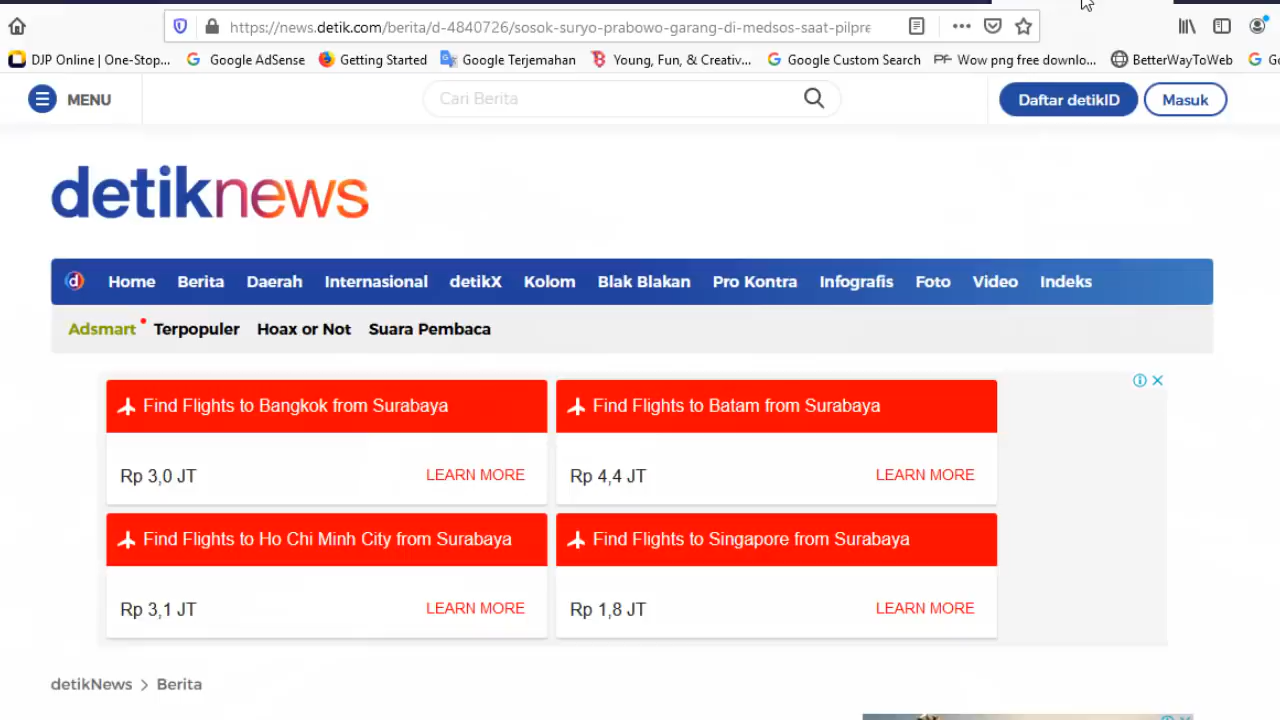 https://news.detik.com/berita/d-4840726/sosok-suryo-prabowo-garang-di-medsos-saat-pilpre
DJP Online | One-Stop... Google AdSense Getting Started Google Terjemahan Young, Fun, & Creativ... Google Custom Search PF Wow png free downlo... BetterWayToWeb
MENU Cari Berita Daftar detikID Masuk
detiknews
d Home Berita Daerah Internasional detikX Kolom Blak Blakan Pro Kontra Infografis Foto Video Indeks
Adsmart Terpopuler Hoax or Not Suara Pembaca
Find Flights to Bangkok from Surabaya
Rp 3,0 JT LEARN MORE
Find Flights to Batam from Surabaya
Rp 4,4 JT LEARN MORE
Find Flights to Ho Chi Minh City from Surabaya
Rp 3,1 JT LEARN MORE
Find Flights to Singapore from Surabaya
Rp 1,8 JT LEARN MORE
detikNews > Berita